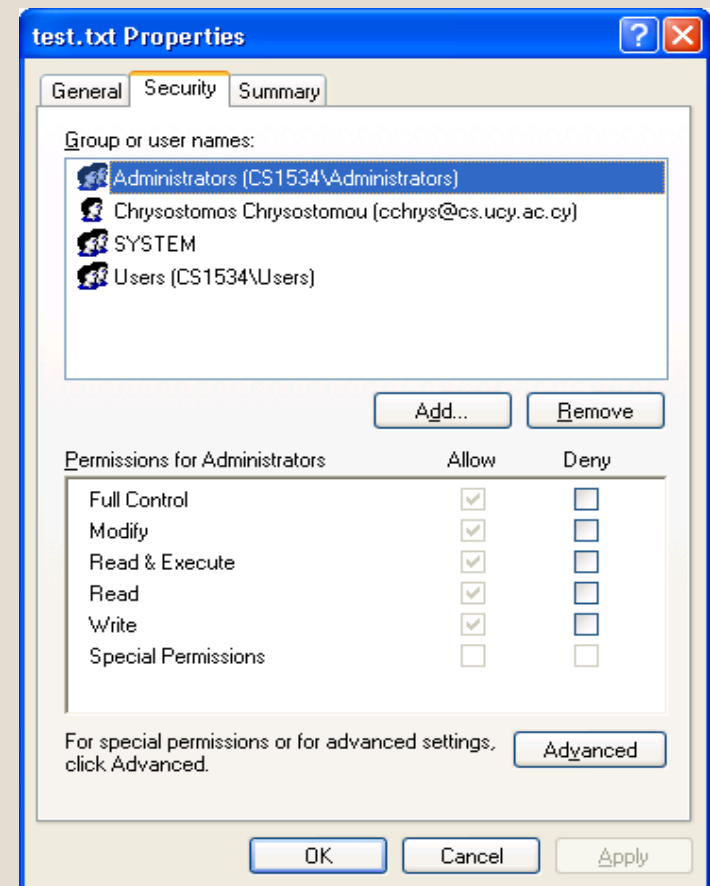 test.txt Properties
General Security Summary
Group or user names:
Administrators (CS1534\Administrators)
Chrysostomos Chrysostomou (cchrys@cs.ucy.ac.cy)
SYSTEM
Users (CS1534\Users)
Add... Remove
Permissions for Administrators Allow Deny
Full Control
Modify
Read & Execute
Read
Write
Special Permissions
For special permissions or for advanced settings,
click Advanced.
Advanced
OK Cancel Apply